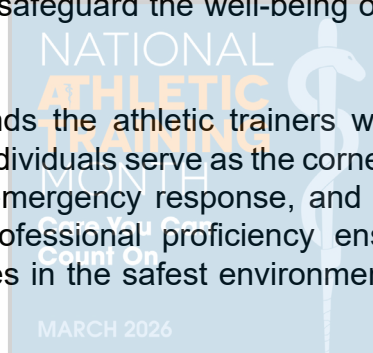 safeguard the well-being o
NATIONAL
ATHLETIC
nds the athletic trainers w
TRAINING
dividuals serve as the corne
MONTH
mergency response, and
Care You Can
ofessional proficiency ens
Count On
es in the safest environmen
MARCH 2026